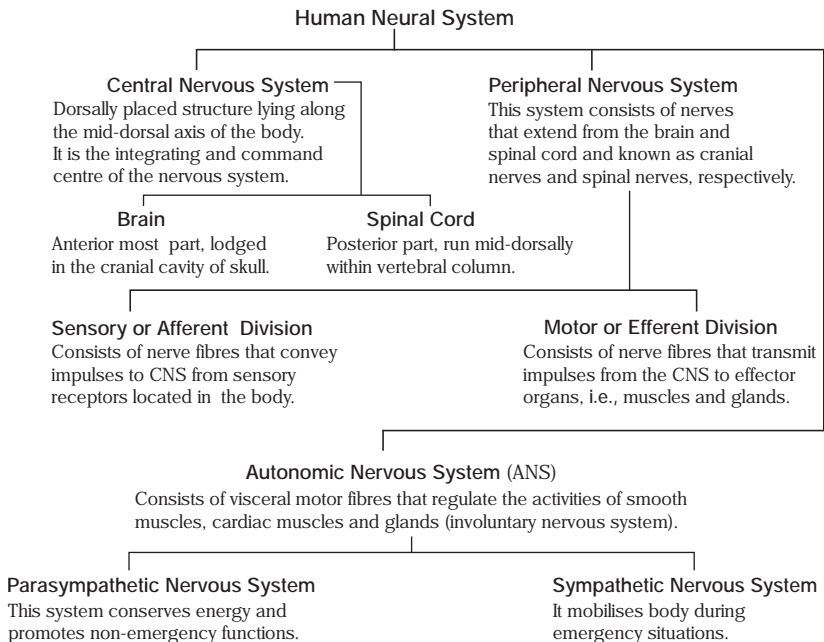 Human Neural System
Central Nervous System
Dorsally placed structure lying along
the mid-dorsal axis of the body.
It is the integrating and command
centre of the nervous system.
Peripheral Nervous System
This system consists of nerves
that extend from the brain and
spinal cord and known as cranial
nerves and spinal nerves, respectively.
Brain
Anterior most part, lodged
in the cranial cavity of skull.
Spinal Cord
Posterior part, run mid-dorsally
within vertebral column.
Sensory or Afferent Division
Consists of nerve fibres that convey
impulses to CNS from sensory
receptors located in the body.
Motor or Efferent Division
Consists of nerve fibres that transmit
impulses from the CNS to effector
organs, i.e., muscles and glands.
Autonomic Nervous System (ANS)
Consists of visceral motor fibres that regulate the activities of smooth
muscles, cardiac muscles and glands (involuntary nervous system).
Parasympathetic Nervous System
This system conserves energy and
promotes non-emergency functions.
Sympathetic Nervous System
It mobilises body during
emergency situations.